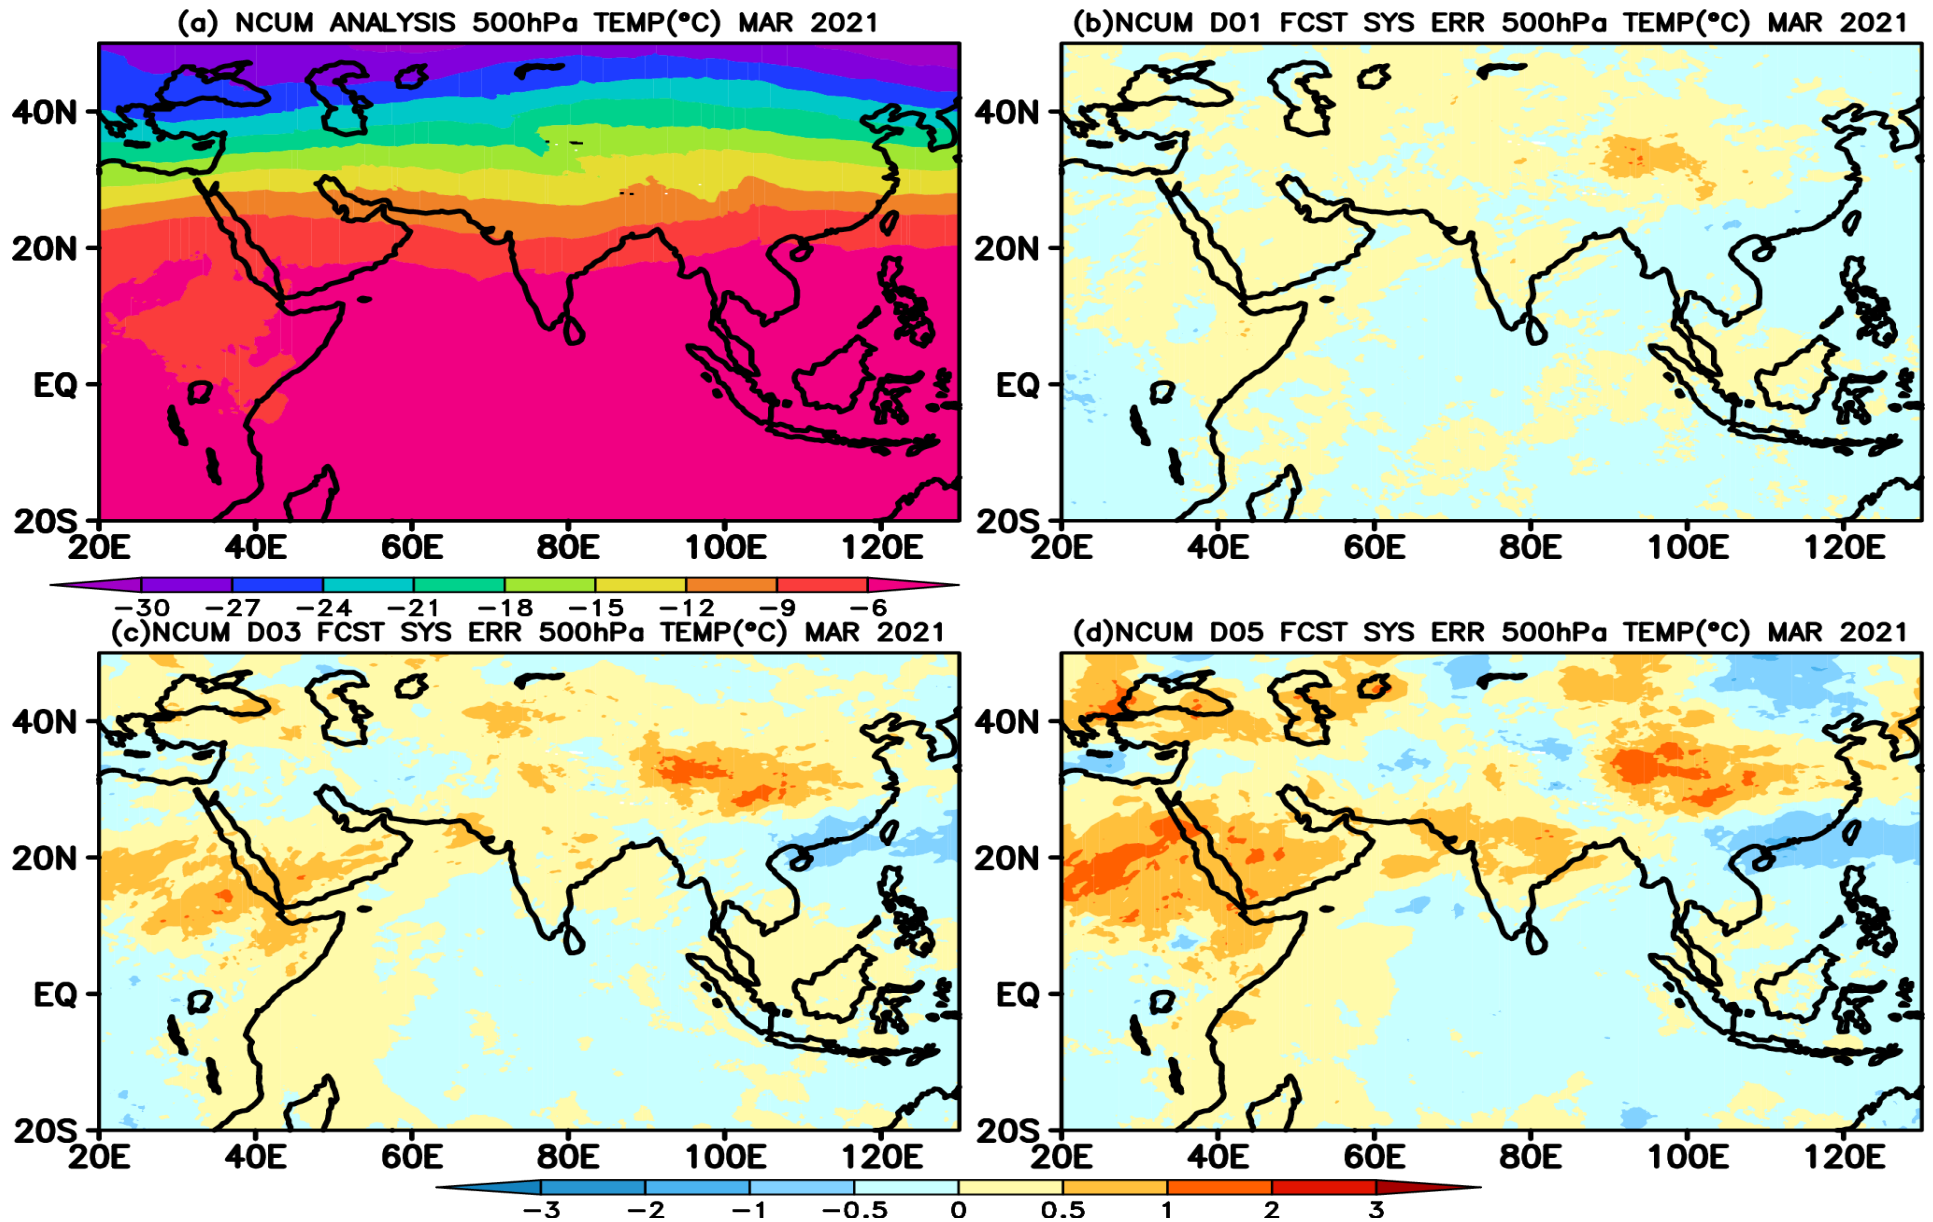 (a) NCUM ANALYSIS 500hPa TEMP(°C) MAR 2021
(b)NCUM D01 FCST SYS ERR 500hPa TEMP(°C) MAR 2021
40N
20N
EQ
20S
20E 40E 60E 80E 100E 120E
40N
20N
EQ
20S
20E 40E 60E 80E 100E 120E
−30 −27 −24 −21 −18 −15 −12 −9 −6
(c)NCUM D03 FCST SYS ERR 500hPa TEMP(°C) MAR 2021
(d)NCUM D05 FCST SYS ERR 500hPa TEMP(°C) MAR 2021
40N
20N
EQ
20S
20E 40E 60E 80E 100E 120E
40N
20N
EQ
20S
20E 40E 60E 80E 100E 120E
−3 −2 −1 −0.5 0 0.5 1 2 3